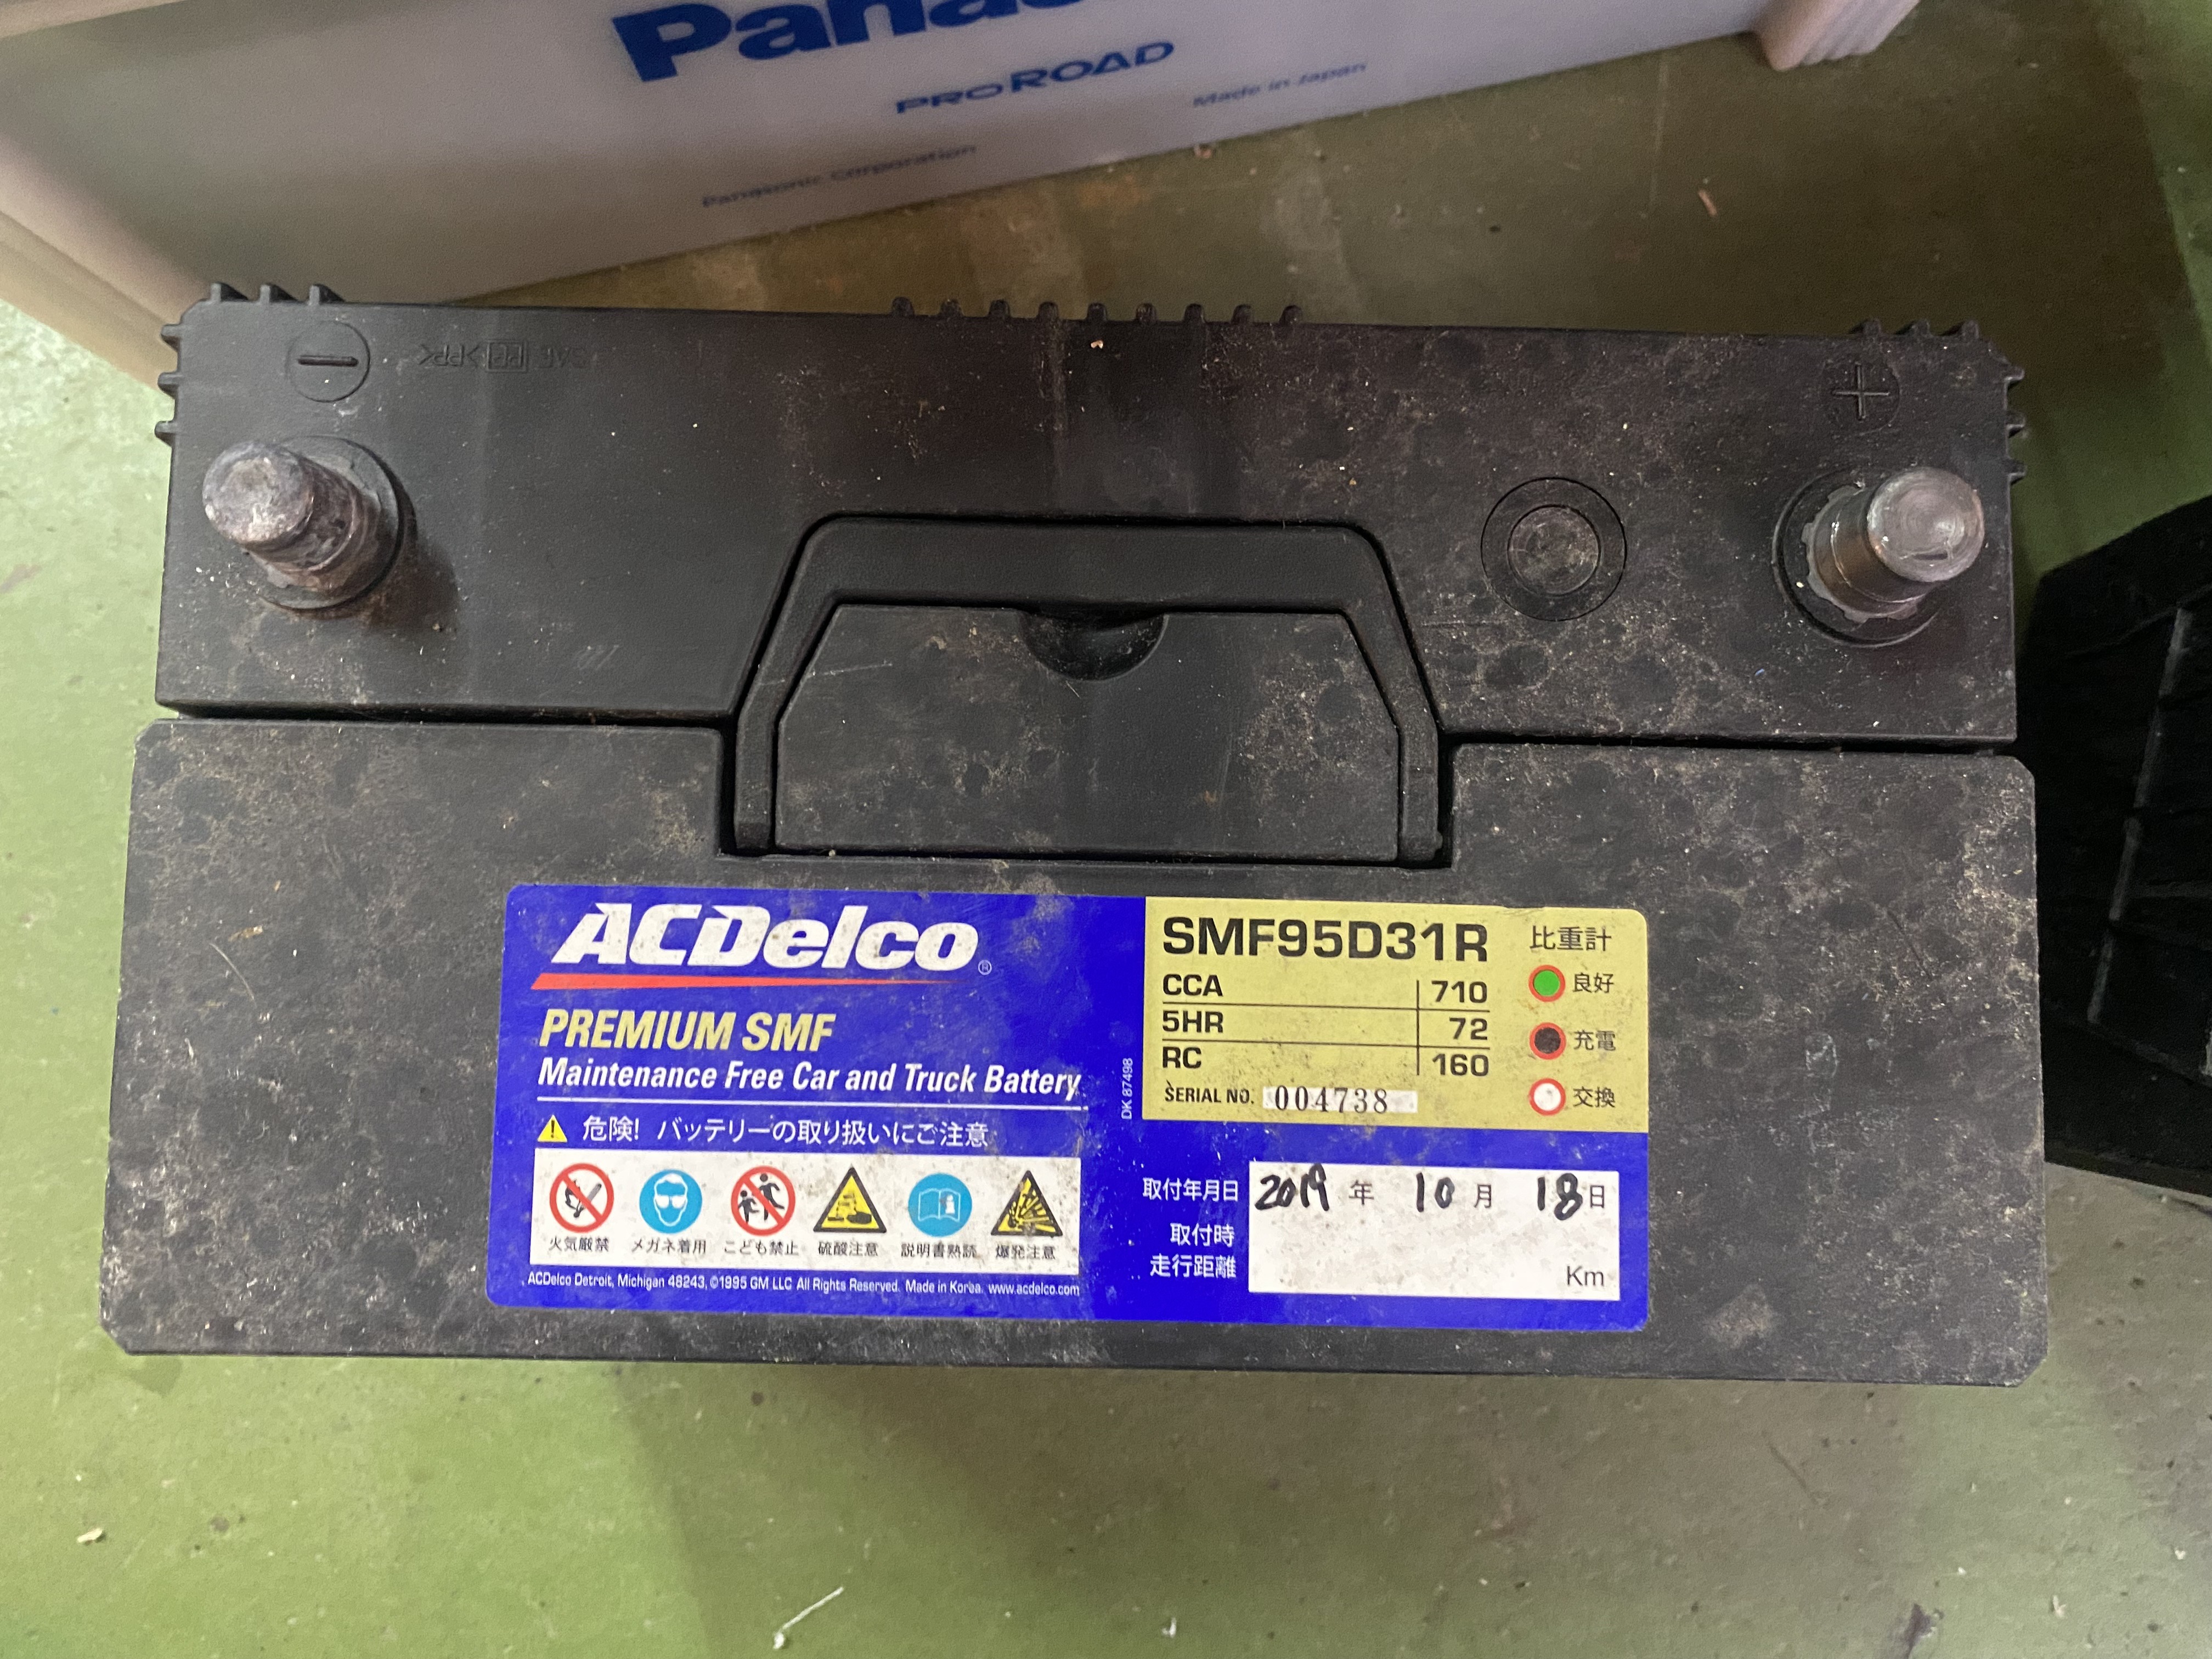 PRO ROAD
Made in Japan
Panasonic Corporation
ACDelco®
PREMIUM SMF
Maintenance Free Car and Truck Battery
危険! バッテリーの取り扱いにご注意
火気厳禁 メガネ着用 こども禁止 硫酸注意 説明書熟読 爆発注意
ACDelco Detroit, Michigan 48243, ©1995 GM LLC All Rights Reserved. Made in Korea. www.acdelco.com
DK 87498
SMF95D31R
CCA 710
5HR 72
RC 160
SERIAL NO. 004738
比重計
良好
充電
交換
取付年月日 2019 年 10 月 18 日
取付時
走行距離
Km